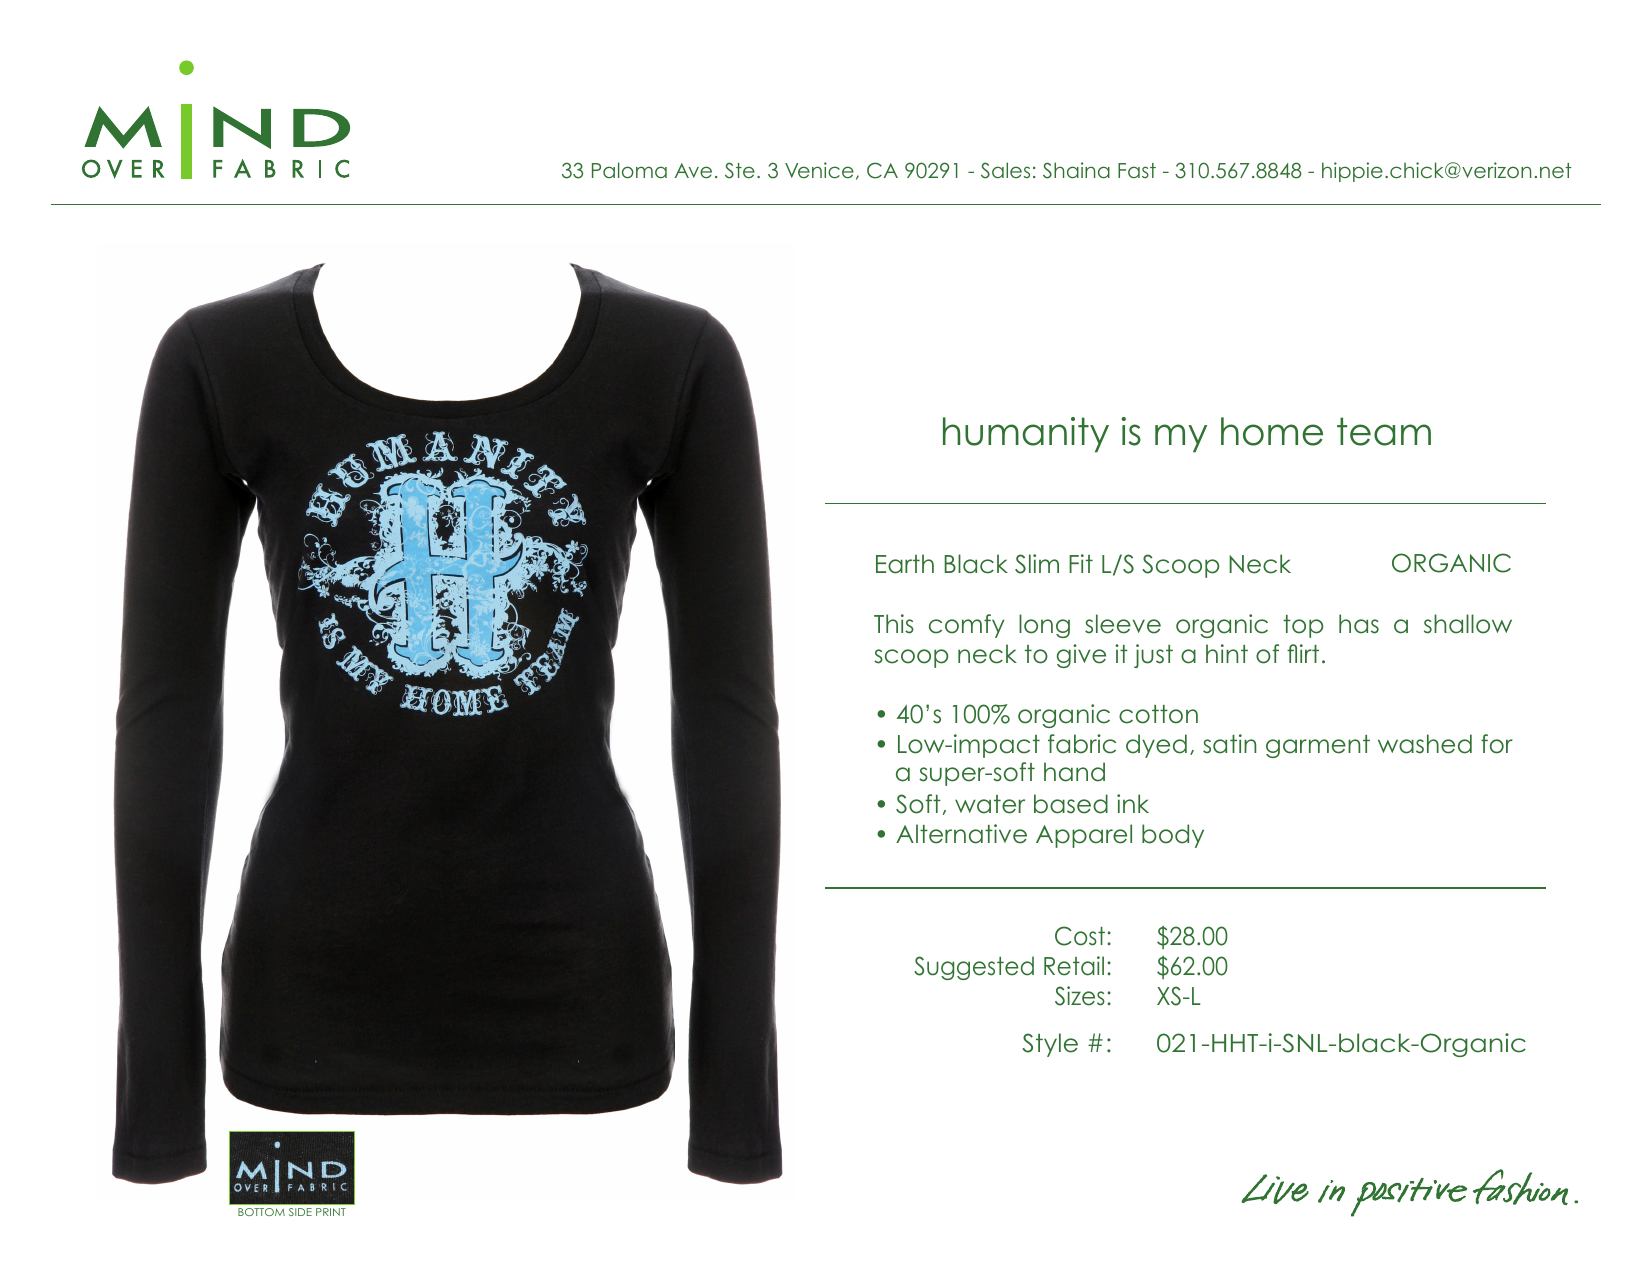 MiND
OVER FABRIC
33 Paloma Ave. Ste. 3 Venice, CA 90291 - Sales: Shaina Fast - 310.567.8848 - hippie.chick@verizon.net
HUMANITY
H
IS MY HOME TEAM
humanity is my home team
Earth Black Slim Fit L/S Scoop Neck ORGANIC
This comfy long sleeve organic top has a shallow
scoop neck to give it just a hint of flirt.
• 40’s 100% organic cotton
• Low-impact fabric dyed, satin garment washed for
a super-soft hand
• Soft, water based ink
• Alternative Apparel body
Cost: $28.00
Suggested Retail: $62.00
Sizes: XS-L
Style #: 021-HHT-i-SNL-black-Organic
MiND
OVER FABRIC
BOTTOM SIDE PRINT
Live in positive fashion.